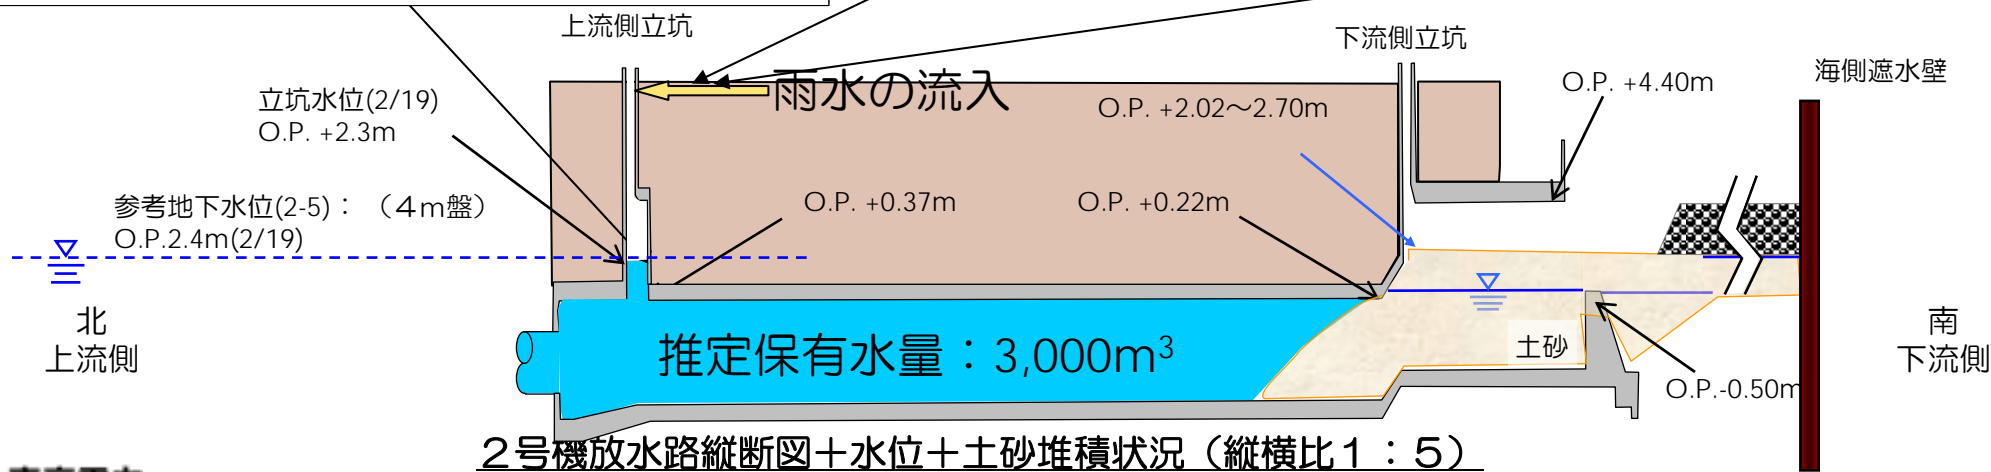 上流側立坑
下流側立坑
海側遮水壁
立坑水位(2/19)
O.P. +2.3m
雨水の流入
O.P. +2.02～2.70m
O.P. +4.40m
参考地下水位(2-5)： （4ｍ盤）
O.P.2.4m(2/19)
O.P. +0.37m
O.P. +0.22m
北
上流側
推定保有水量：3,000m³
土砂
O.P.-0.50m
南
下流側
２号機放水路縦断図＋水位＋土砂堆積状況（縦横比１：５）